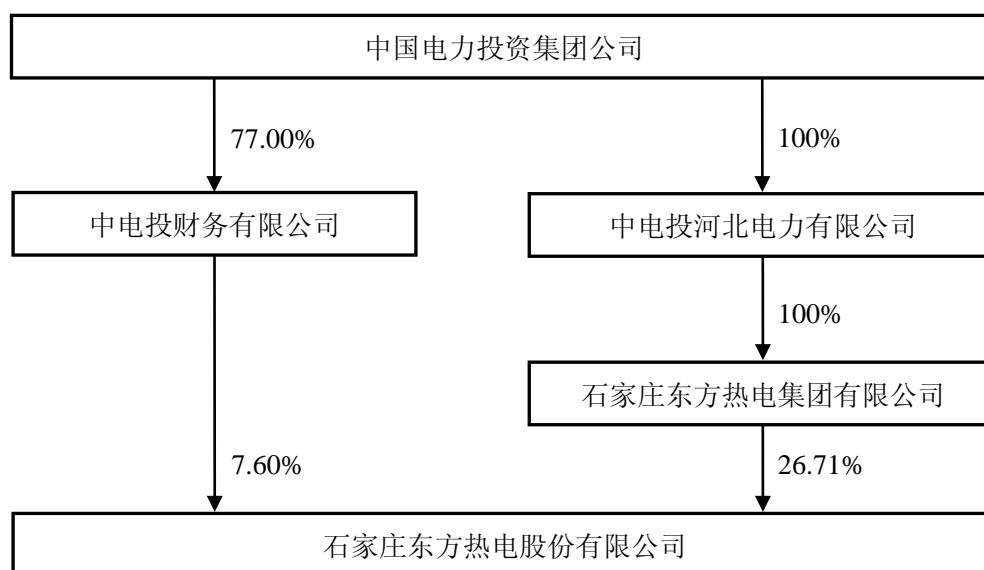 中国电力投资集团公司
77.00%
100%
中电投财务有限公司
中电投河北电力有限公司
100%
石家庄东方热电集团有限公司
7.60%
26.71%
石家庄东方热电股份有限公司